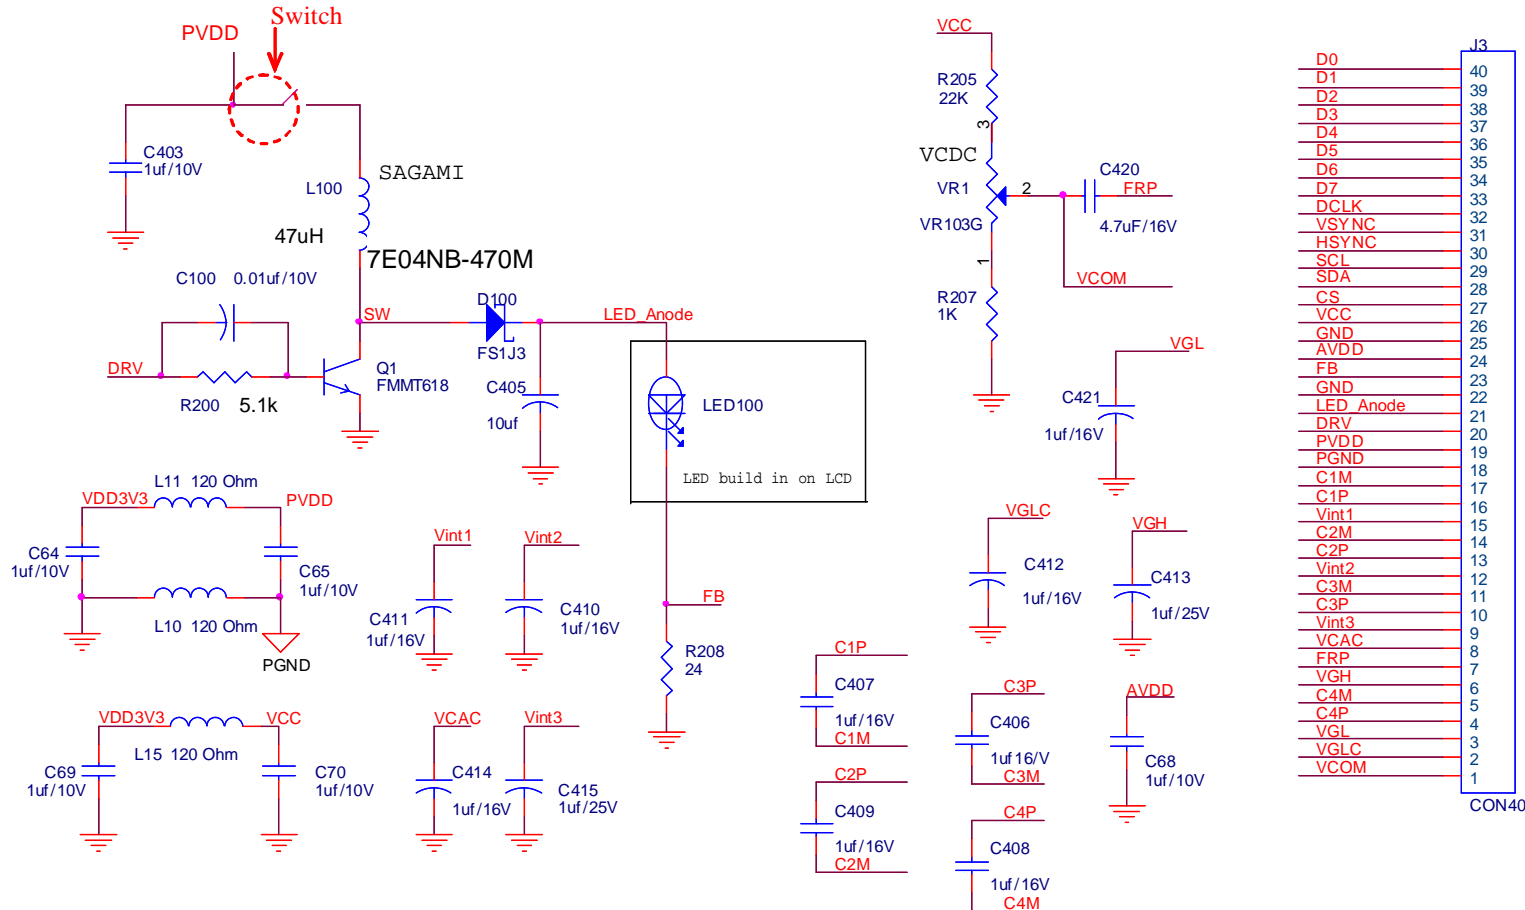 Switch
PVDD
C403
1uf/10V
SAGAMI
L100
47uH
7E04NB-470M
C100 0.01uf/10V
SW
D100
FS1J3
LED_Anode
DRV
R200
5.1k
Q1
FMMT618
C405
10uf
LED100
LED build in on LCD
FB
R208
24
VCC
R205
22K
3
VCDC
VR1
VR103G
2
C420
FRP
4.7uF/16V
VCOM
1
R207
1K
VGL
C421
1uf/16V
L11 120 Ohm
VDD3V3
PVDD
C64
1uf/10V
C65
1uf/10V
L10 120 Ohm
PGND
Vint1
C411
1uf/16V
Vint2
C410
1uf/16V
VGLC
C412
1uf/16V
VGH
C413
1uf/25V
VDD3V3
VCC
L15 120 Ohm
C69
1uf/10V
C70
1uf/10V
VCAC
C414
1uf/16V
Vint3
C415
1uf/25V
C1P
C407
1uf/16V
C1M
C3P
C406
1uf16/V
C3M
AVDD
C68
1uf/10V
C2P
C409
1uf/16V
C2M
C4P
C408
1uf/16V
C4M
J3
D0 40
D1 39
D2 38
D3 37
D4 36
D5 35
D6 34
D7 33
DCLK 32
VSYNC 31
HSYNC 30
SCL 29
SDA 28
CS 27
VCC 26
GND 25
AVDD 24
FB 23
GND 22
LED_Anode 21
DRV 20
PVDD 19
PGND 18
C1M 17
C1P 16
Vint1 15
C2M 14
C2P 13
Vint2 12
C3M 11
C3P 10
Vint3 9
VCAC 8
FRP 7
VGH 6
C4M 5
C4P 4
VGL 3
VGLC 2
VCOM 1
CON40